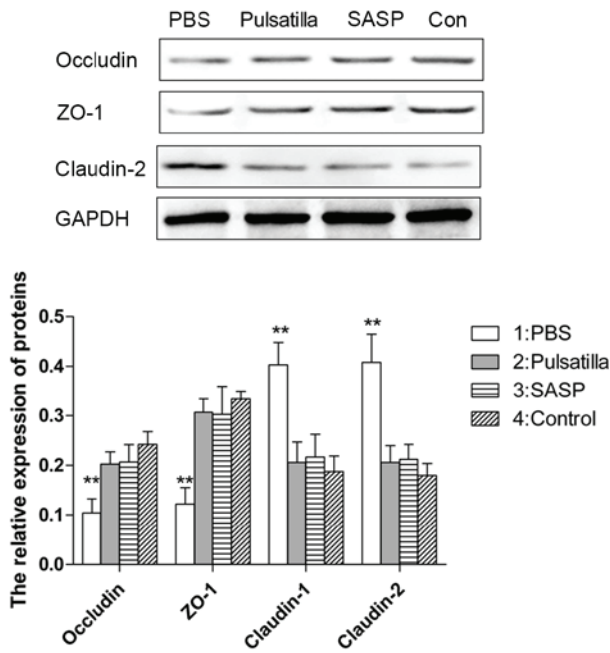 PBS Pulsatilla SASP Con
Occludin
ZO-1
Claudin-2
GAPDH
The relative expression of proteins
0.5
0.4
0.3
0.2
0.1
0.0
**
**
**
**
1:PBS
2:Pulsatilla
3:SASP
4:Control
Occludin
ZO-1
Claudin-1
Claudin-2